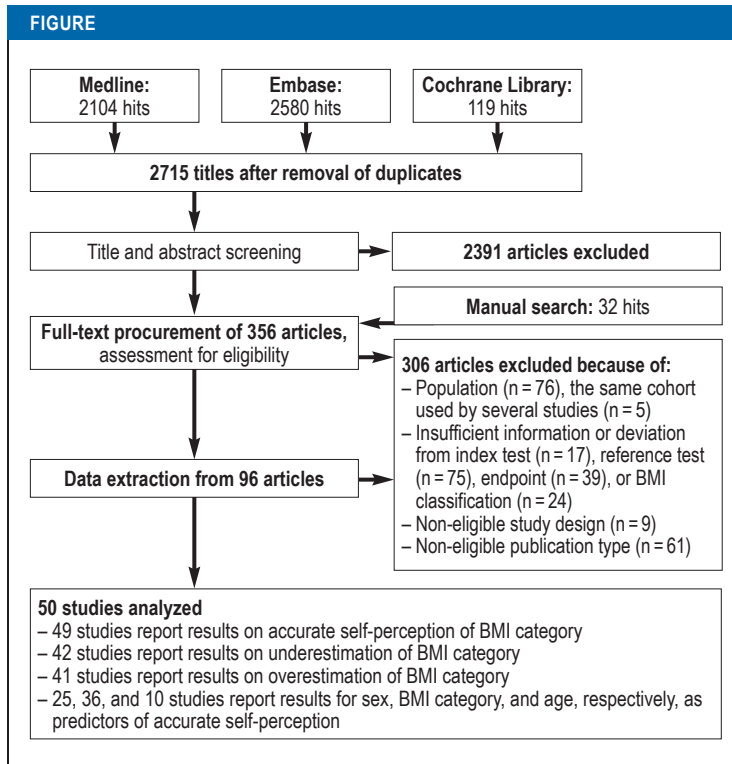 FIGURE
Medline:
2104 hits
Embase:
2580 hits
Cochrane Library:
119 hits
2715 titles after removal of duplicates
Title and abstract screening
2391 articles excluded
Manual search: 32 hits
Full-text procurement of 356 articles,
assessment for eligibility
306 articles excluded because of:
– Population (n = 76), the same cohort
used by several studies (n = 5)
– Insufficient information or deviation
from index test (n = 17), reference test
(n = 75), endpoint (n = 39), or BMI
classification (n = 24)
– Non-eligible study design (n = 9)
– Non-eligible publication type (n = 61)
Data extraction from 96 articles
50 studies analyzed
– 49 studies report results on accurate self-perception of BMI category
– 42 studies report results on underestimation of BMI category
– 41 studies report results on overestimation of BMI category
– 25, 36, and 10 studies report results for sex, BMI category, and age, respectively, as
predictors of accurate self-perception